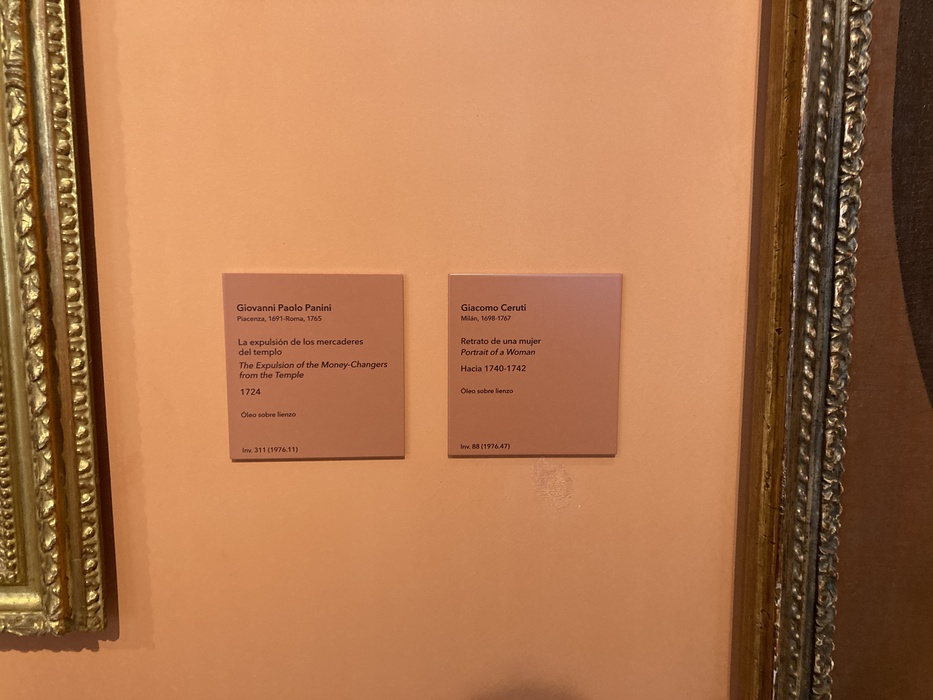 Giovanni Paolo Panini
Piacenza, 1691-Roma, 1765
La expulsión de los mercaderes
del templo
The Expulsion of the Money-Changers
from the Temple
1724
Óleo sobre lienzo
Inv. 311 (1976.11)
Giacomo Ceruti
Milán, 1698-1767
Retrato de una mujer
Portrait of a Woman
Hacia 1740-1742
Óleo sobre lienzo
Inv. 88 (1976.47)